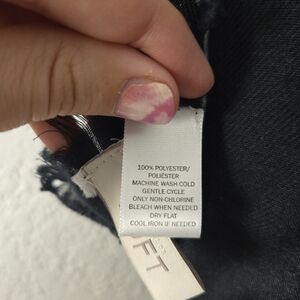 100% POLYESTER/
POLIÉSTER
MACHINE WASH COLD
GENTLE CYCLE
ONLY NON-CHLORINE
BLEACH WHEN NEEDED
DRY FLAT
COOL IRON IF NEEDED
FT